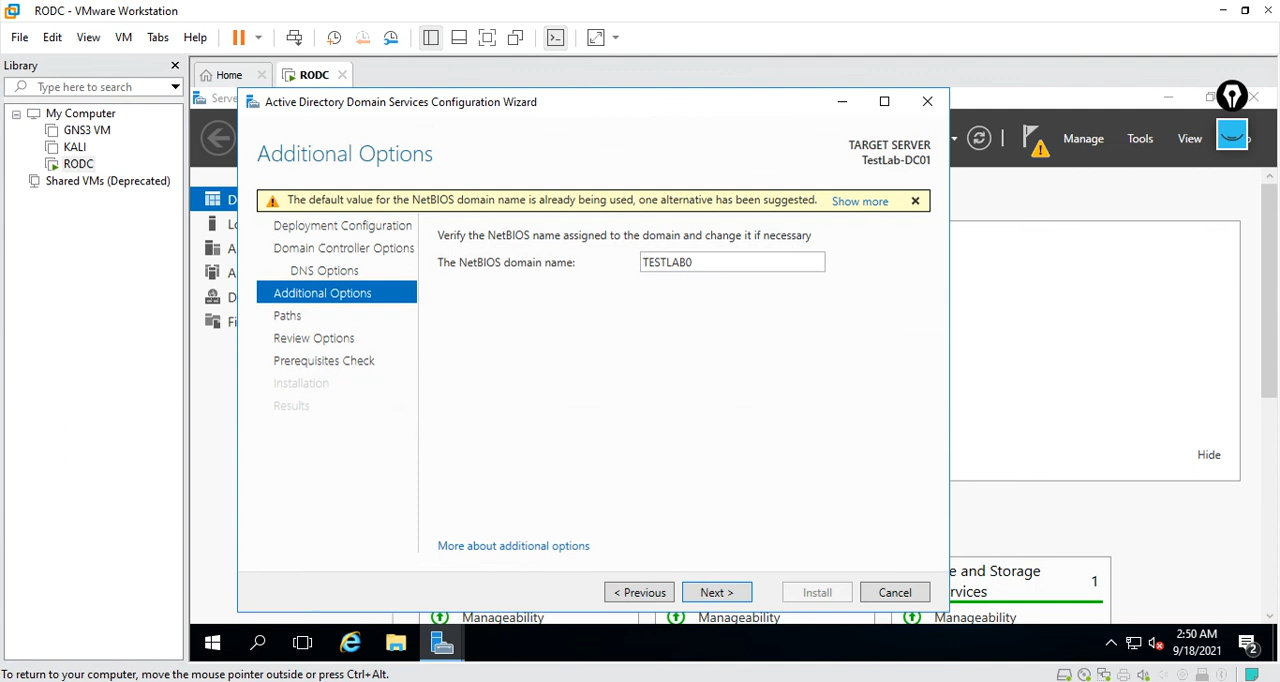 RODC - VMware Workstation
File Edit View VM Tabs Help
Library
Type here to search
My Computer
GNS3 VM
KALI
RODC
Shared VMs (Deprecated)
Home
RODC
Serve
Manage
Tools
View
Active Directory Domain Services Configuration Wizard
Additional Options
TARGET SERVER
TestLab-DC01
The default value for the NetBIOS domain name is already being used, one alternative has been suggested. Show more
Deployment Configuration
Domain Controller Options
DNS Options
Additional Options
Paths
Review Options
Prerequisites Check
Installation
Results
Verify the NetBIOS name assigned to the domain and change it if necessary
The NetBIOS domain name: TESTLAB0
More about additional options
< Previous Next > Install Cancel
D
Lo
A
A
D
Fi
Hide
e and Storage
rvices
1
Manageability
Manageability
Manageability
2:50 AM
9/18/2021
2
To return to your computer, move the mouse pointer outside or press Ctrl+Alt.